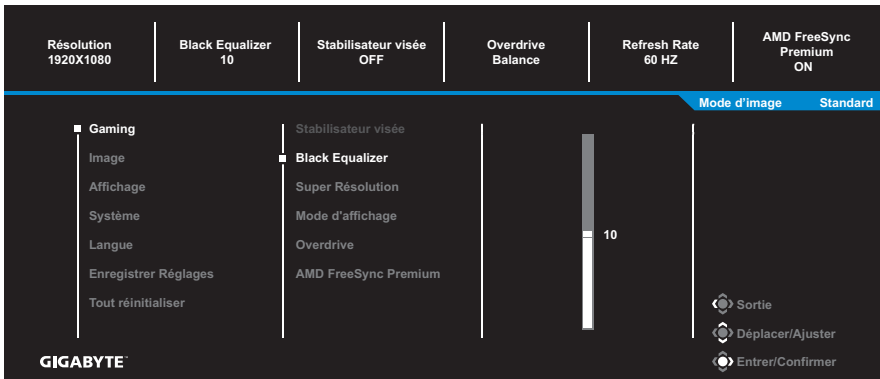 Résolution
1920X1080
Black Equalizer
10
Stabilisateur visée
OFF
Overdrive
Balance
Refresh Rate
60 HZ
AMD FreeSync
Premium
ON
Mode d'image Standard
Gaming
Image
Affichage
Système
Langue
Enregistrer Réglages
Tout réinitialiser
Stabilisateur visée
Black Equalizer
Super Résolution
Mode d'affichage
Overdrive
AMD FreeSync Premium
10
Sortie
Déplacer/Ajuster
Entrer/Confirmer
GIGABYTE™